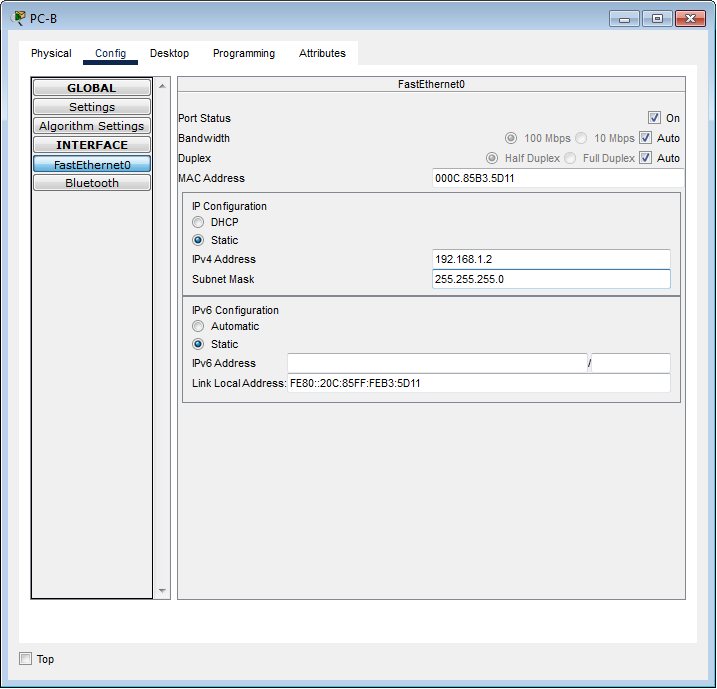 PC-B
Physical Config Desktop Programming Attributes
GLOBAL
Settings
Algorithm Settings
INTERFACE
FastEthernet0
Bluetooth
FastEthernet0
Port Status On
Bandwidth 100 Mbps 10 Mbps Auto
Duplex Half Duplex Full Duplex Auto
MAC Address 000C.85B3.5D11
IP Configuration
DHCP
Static
IPv4 Address 192.168.1.2
Subnet Mask 255.255.255.0
IPv6 Configuration
Automatic
Static
IPv6 Address /
Link Local Address: FE80::20C:85FF:FEB3:5D11
Top